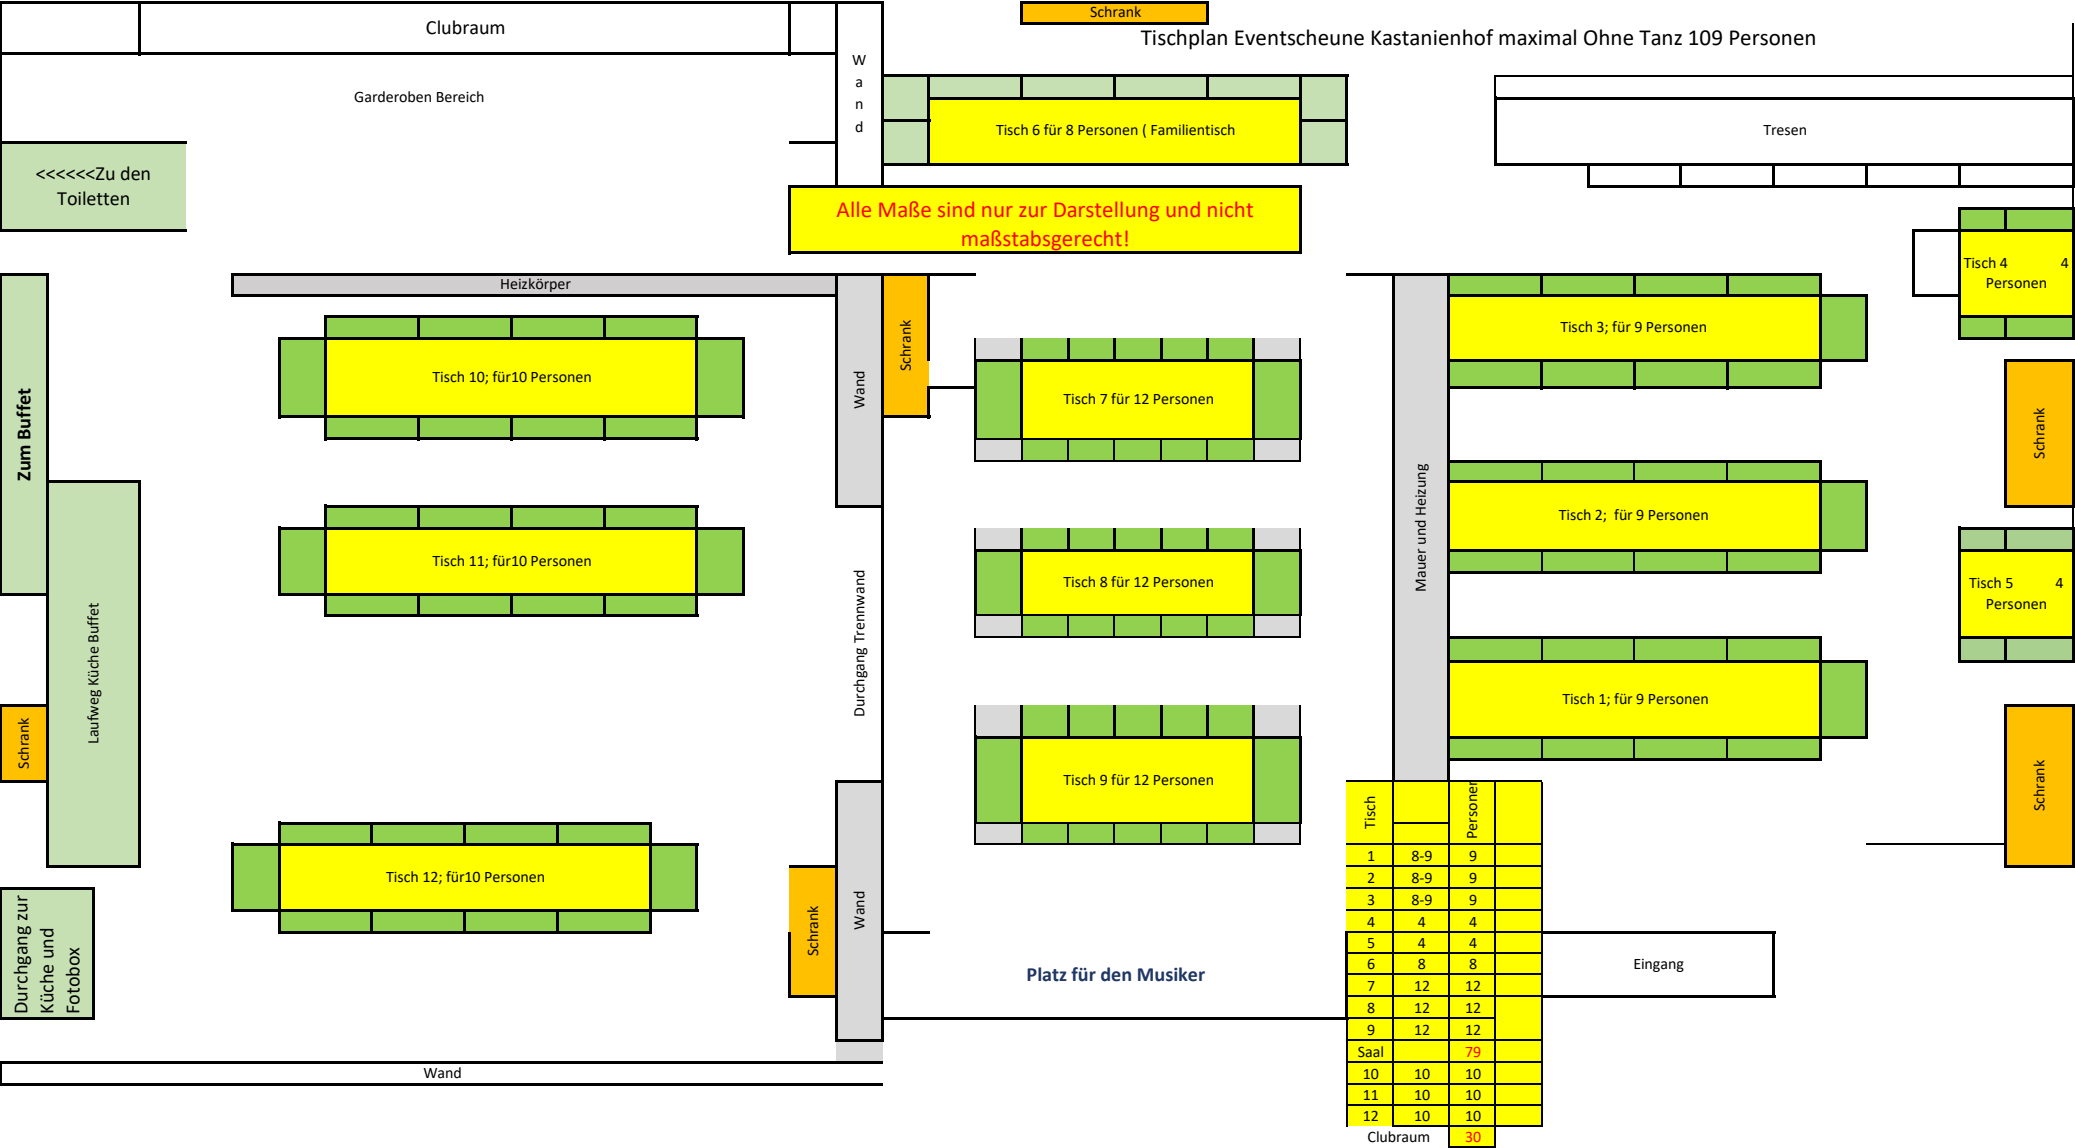 Schrank
Clubraum
Tischplan Eventscheune Kastanienhof maximal Ohne Tanz 109 Personen
Wand
Garderoben Bereich
Tisch 6 für 8 Personen ( Familientisch
Tresen
<<<<<<Zu den
Toiletten
Alle Maße sind nur zur Darstellung und nicht
maßstabsgerecht!
Tisch 4 4
Personen
Heizkörper
Schrank
Tisch 3; für 9 Personen
Zum Buffet
Tisch 10; für10 Personen
Wand
Tisch 7 für 12 Personen
Schrank
Mauer und Heizung
Tisch 2; für 9 Personen
Tisch 11; für10 Personen
Tisch 8 für 12 Personen
Tisch 5 4
Personen
Laufweg Küche Buffet
Durchgang Trennwand
Tisch 1; für 9 Personen
Schrank
Tisch 9 für 12 Personen
Schrank
Tisch Personen
1 8-9 9
2 8-9 9
3 8-9 9
4 4 4
5 4 4
6 8 8
7 12 12
8 12 12
9 12 12
Saal 79
10 10 10
11 10 10
12 10 10
Clubraum 30
Tisch 12; für10 Personen
Schrank
Wand
Durchgang zur
Küche und
Fotobox
Platz für den Musiker
Eingang
Wand